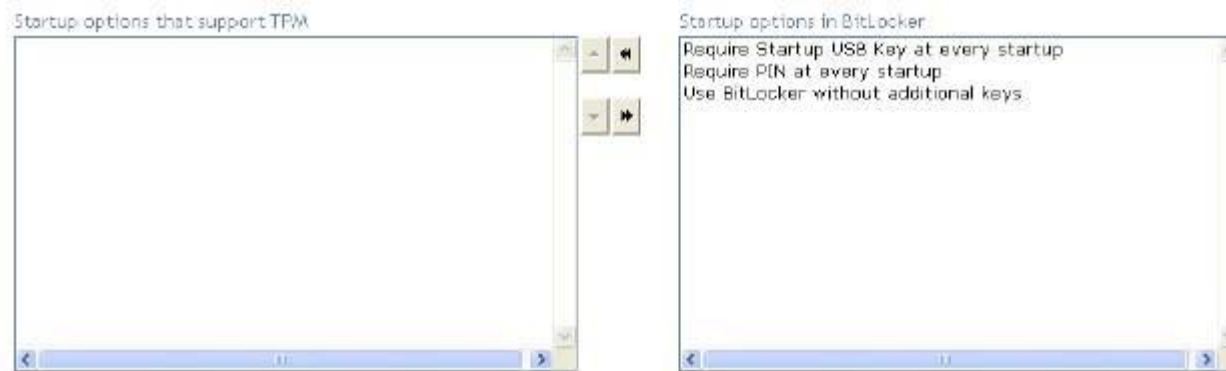 Startup options that support TPM
Startup options in BitLocker
Require Startup USB Key at every startup
Require PIN at every startup
Use BitLocker without additional keys